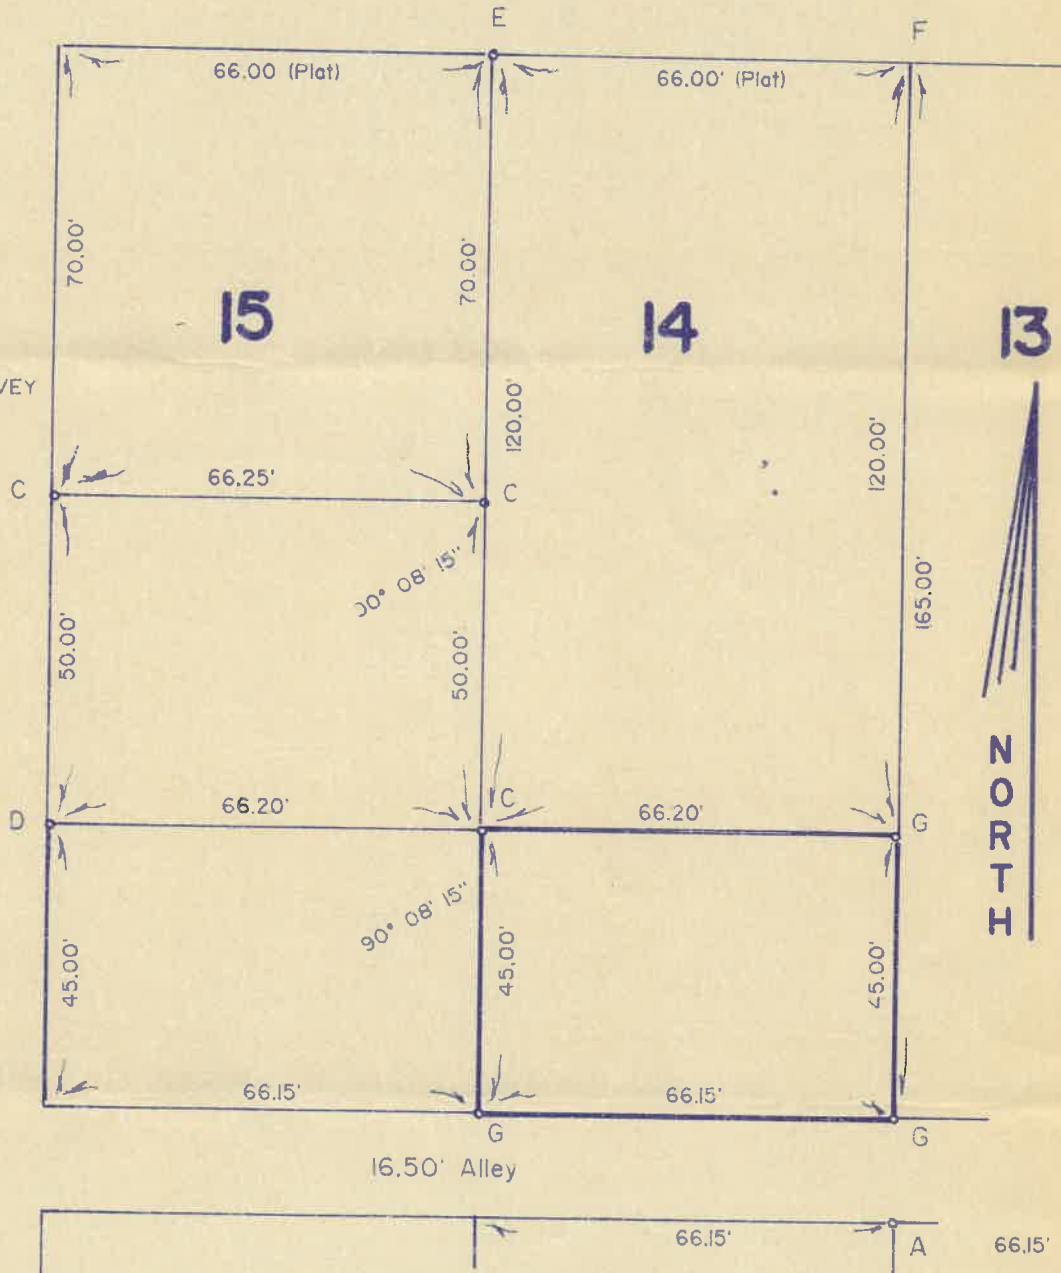 E
F
66.00 (Plat)
66.00' (Plat)
70.00'
70.00'
15
14
13
VEY
120.00'
120.00'
C
66.25'
C
00° 08' 15"
165.00'
50.00'
50.00'
NORTH
D
66.20'
C
66.20'
G
90° 08' 15"
45.00'
45.00'
45.00'
66.15'
66.15'
G
G
16.50' Alley
66.15'
A
66.15'